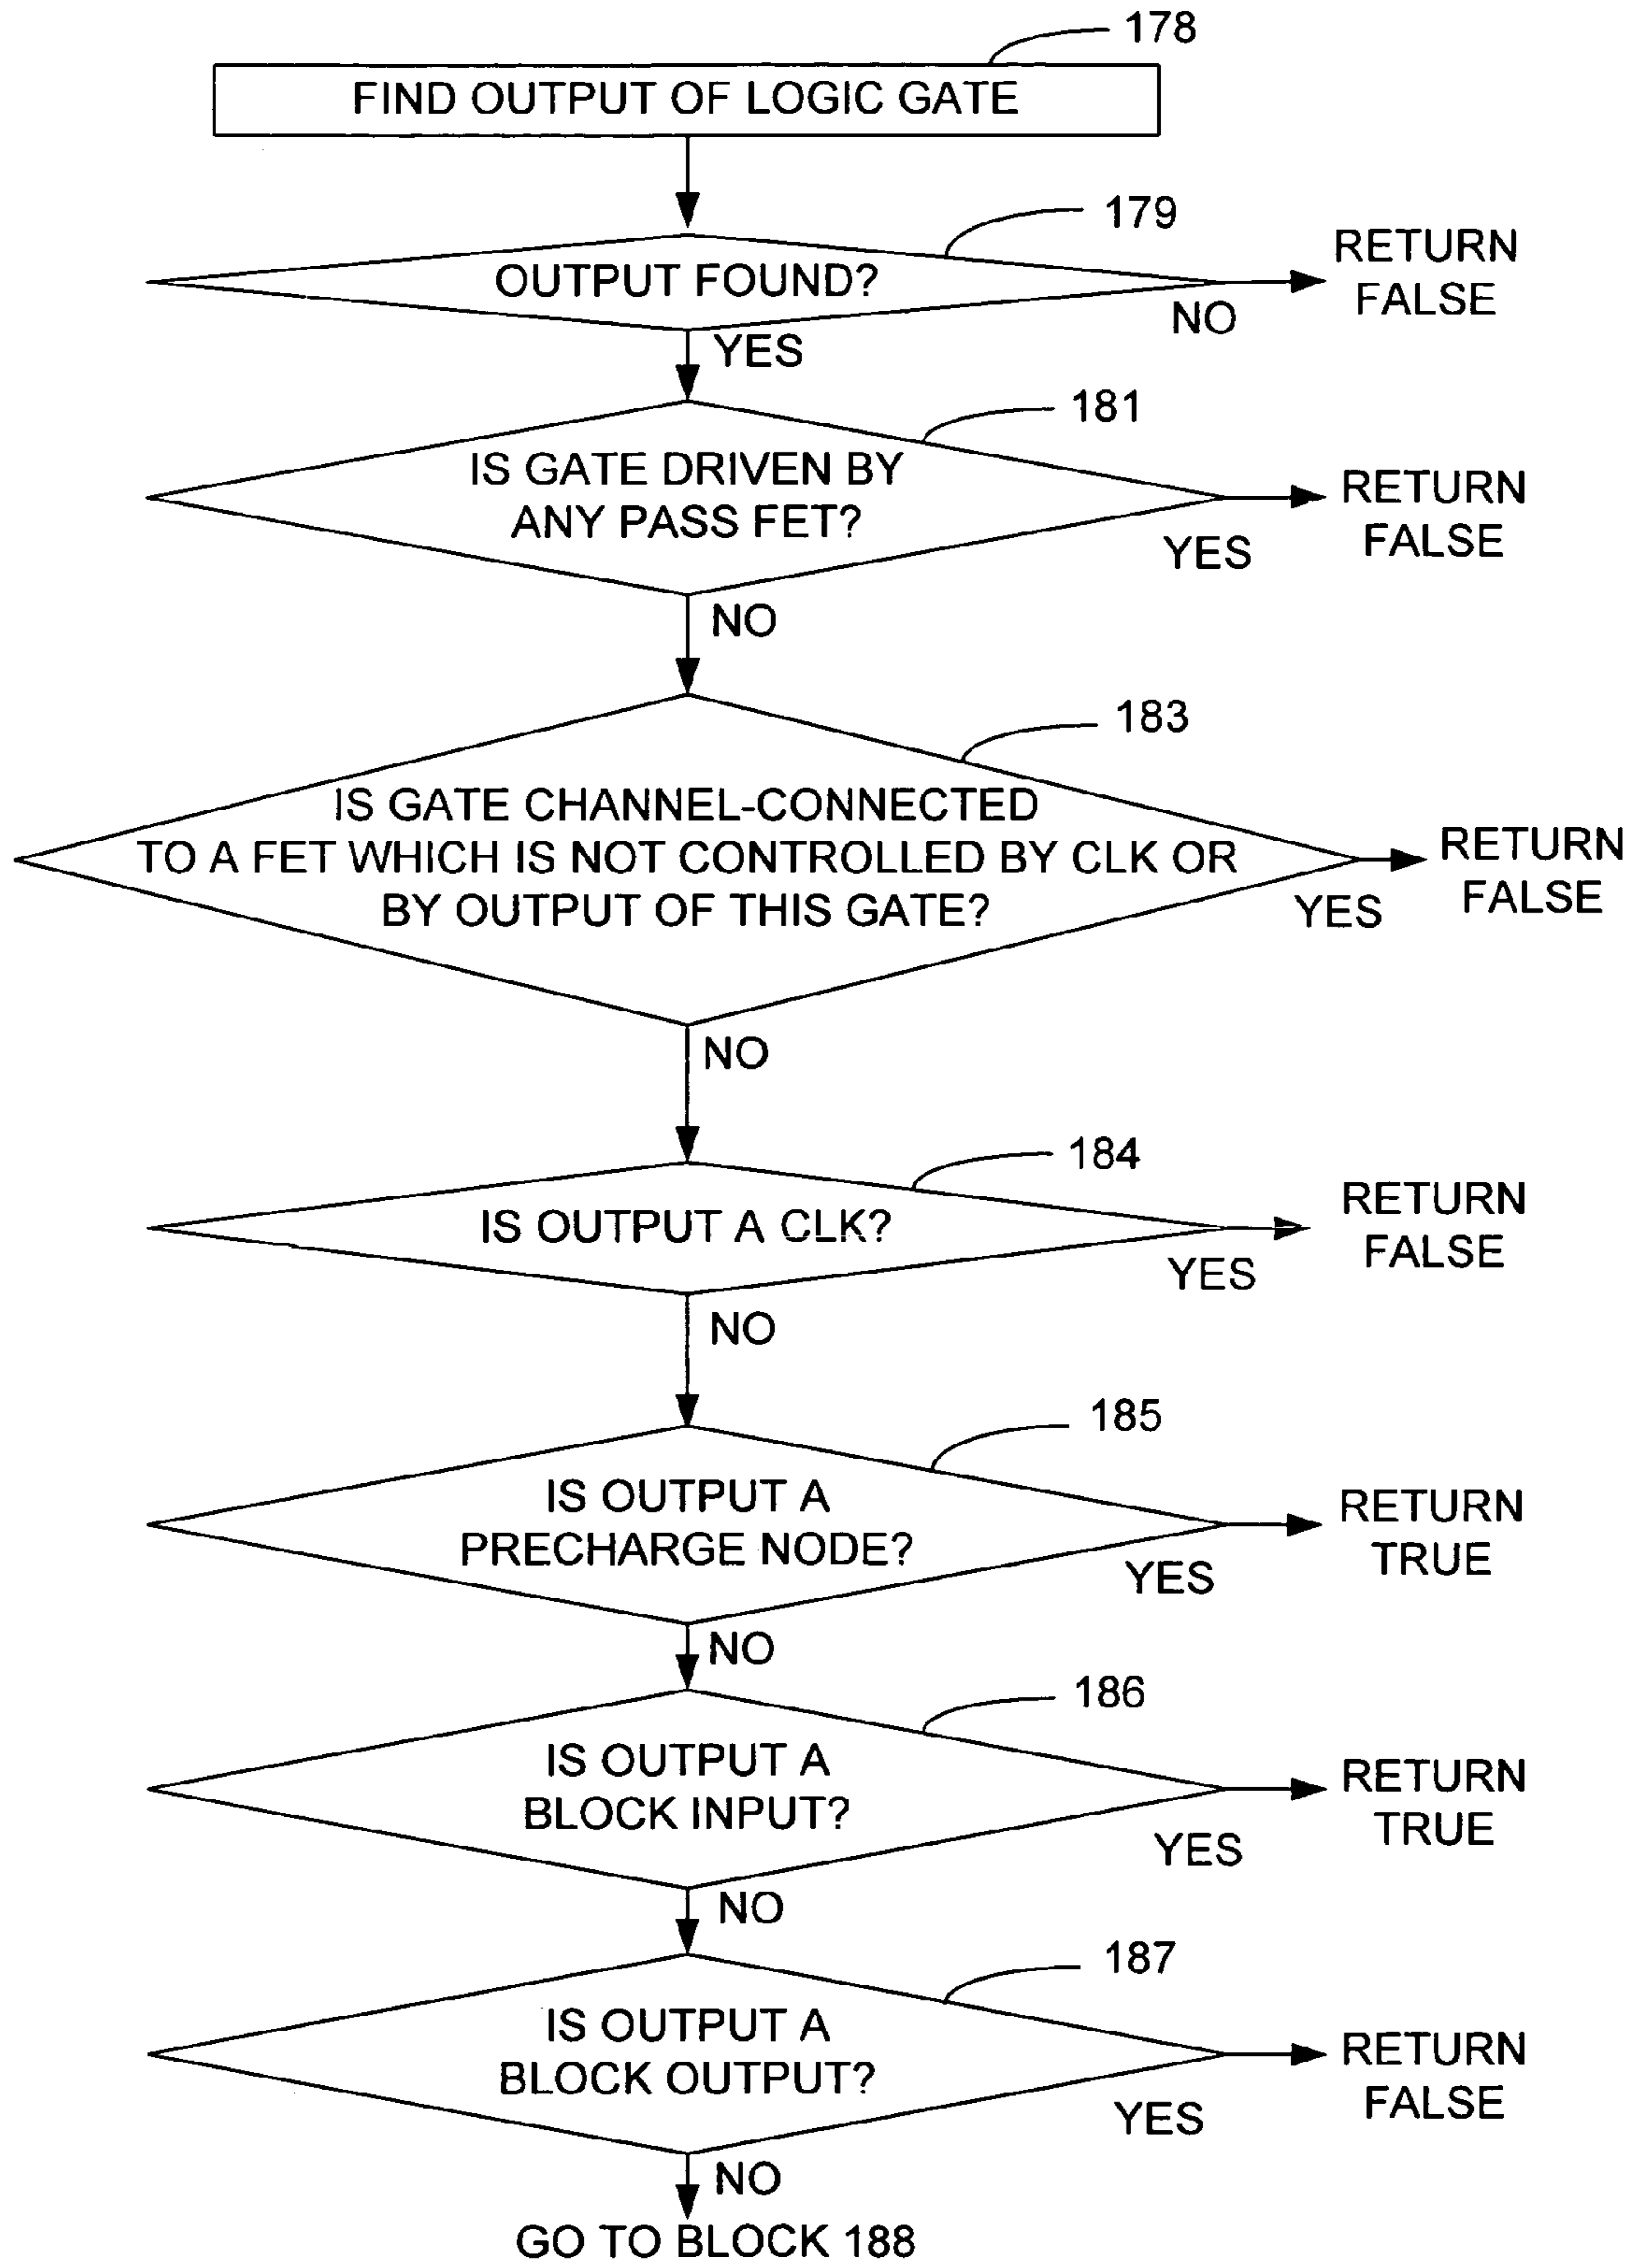 178
FIND OUTPUT OF LOGIC GATE
179
OUTPUT FOUND?
RETURN
FALSE
NO
YES
181
IS GATE DRIVEN BY
ANY PASS FET?
RETURN
FALSE
YES
NO
183
IS GATE CHANNEL-CONNECTED
TO A FET WHICH IS NOT CONTROLLED BY CLK OR
BY OUTPUT OF THIS GATE?
RETURN
FALSE
YES
NO
184
IS OUTPUT A CLK?
RETURN
FALSE
YES
NO
185
IS OUTPUT A
PRECHARGE NODE?
RETURN
TRUE
YES
NO
186
IS OUTPUT A
BLOCK INPUT?
RETURN
TRUE
YES
NO
187
IS OUTPUT A
BLOCK OUTPUT?
RETURN
FALSE
YES
NO
GO TO BLOCK 188